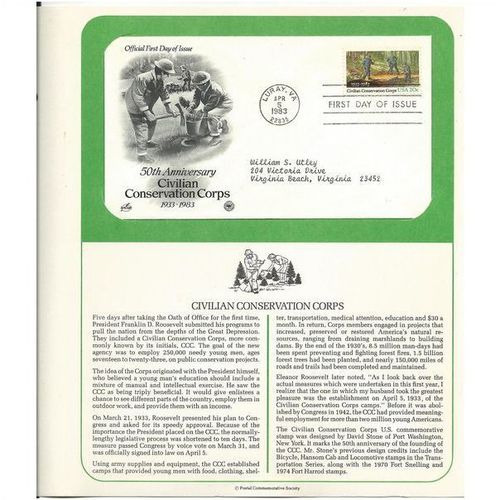 Official First Day of Issue
50th Anniversary
Civilian
Conservation Corps
1933-1983
LURAY, VA
APR
5
1983
22835
1933-1983
Civilian Conservation Corps USA 20c
FIRST DAY OF ISSUE
William S. Utley
204 Victoria Drive
Virginia Beach, Virginia 23452
CIVILIAN CONSERVATION CORPS
Five days after taking the Oath of Office for the first time,
President Franklin D. Roosevelt submitted his programs to
pull the nation from the depths of the Great Depression.
They included a Civilian Conservation Corps, more com-
monly known by its initials, CCC. The goal of the new
agency was to employ 250,000 needy young men, ages
seventeen to twenty-three, on public conservation projects.
The idea of the Corps originated with the President himself,
who believed a young man's education should include a
mixture of manual and intellectual exercise. He saw the
CCC as being triply beneficial. It would give enlistees a
chance to see different parts of the country, employ them in
outdoor work, and provide them with an income.
On March 21, 1933, Roosevelt presented his plan to Con-
gress and asked for its speedy approval. Because of the
importance the President placed on the CCC, the normally-
lengthy legislative process was shortened to ten days. The
measure passed Congress by voice vote on March 31, and
was officially signed into law on April 5.
Using army supplies and equipment, the CCC established
camps that provided young men with food, clothing, shel-
ter, transportation, medical attention, education and $30 a
month. In return, Corps members engaged in projects that
increased, preserved or restored America's natural re-
sources, ranging from draining marshlands to building
dams. By the end of the 1930's, 8.5 million man-days had
been spent preventing and fighting forest fires, 1.5 billion
forest trees had been planted, and nearly 150,000 miles of
roads and trails had been completed and maintained.
Eleanor Roosevelt later noted, "As I look back over the
actual measures which were undertaken in this first year, I
realize that the one in which my husband took the greatest
pleasure was the establishment on April 5, 1933, of the
Civilian Conservation Corps camps." Before it was abol-
ished by Congress in 1942, the CCC had provided meaning-
ful employment for more than two million young Americans.
The Civilian Conservation Corps U.S. commemorative
stamp was designed by David Stone of Port Washington,
New York. It marks the 50th anniversary of the founding of
the CCC. Mr. Stone's previous design credits include the
Bicycle, Hansom Cab and Locomotive stamps in the Trans-
portation Series, along with the 1970 Fort Snelling and
1974 Fort Harrod stamps.
© Postal Commemorative Society